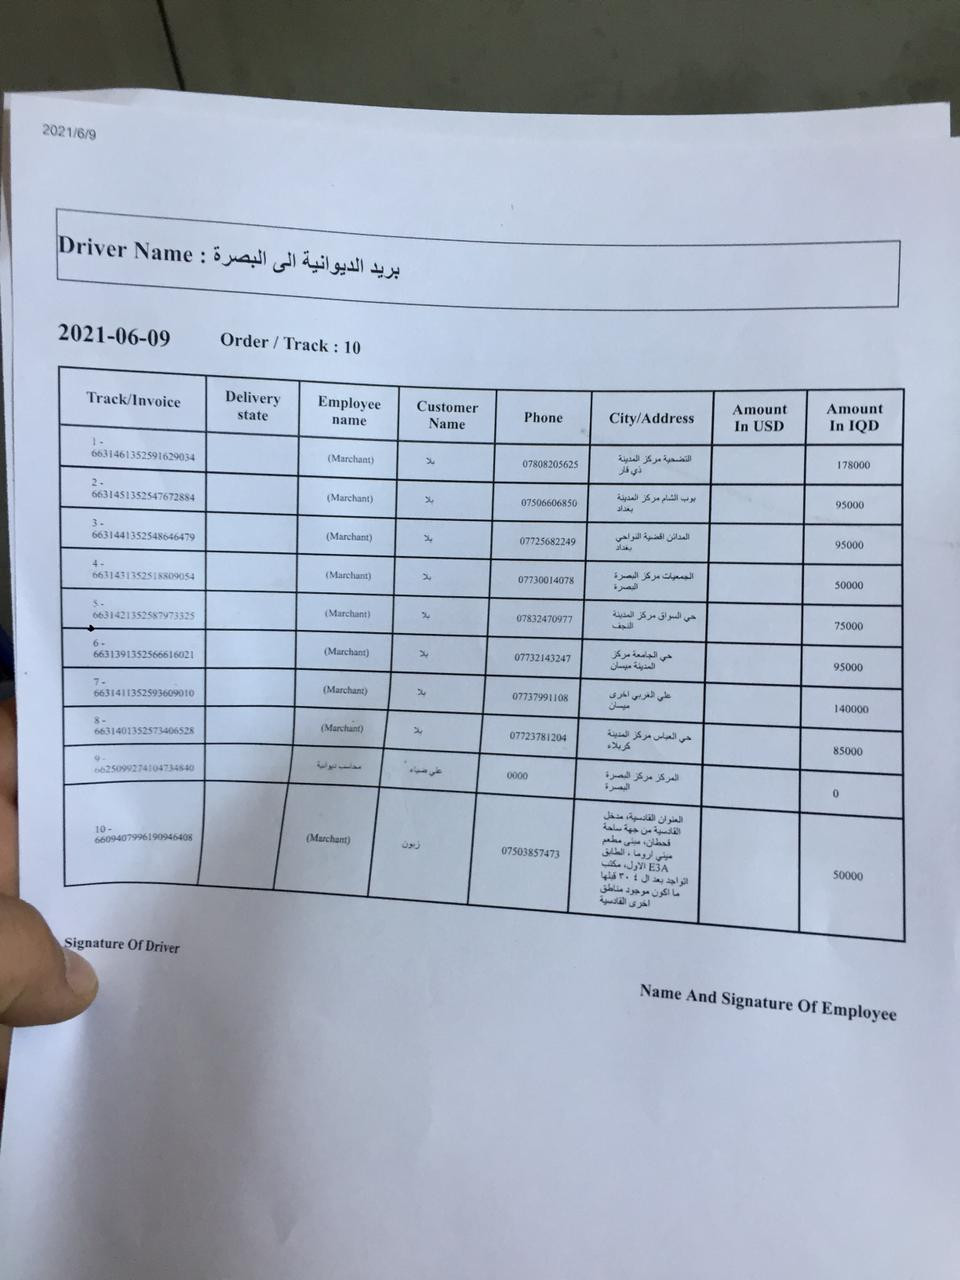 2021/6/9
Driver Name : بريد الديوانية الى البصرة
2021-06-09 Order / Track : 10
Track/Invoice Delivery state Employee name Customer Name Phone City/Address Amount In USD Amount In IQD
1 - 6631461352591629034 (Marchant) بلا 07808205625 التضحية مركز المدينة ذي قار 178000
2 - 6631451352547672884 (Marchant) بلا 07506606850 بوب الشام مركز المدينة بغداد 95000
3 - 6631441352548646479 (Marchant) بلا 07725682249 المدائن اقضية النواحي بغداد 95000
4 - 6631431352518809054 (Marchant) بلا 07730014078 الجمعيات مركز البصرة البصرة 50000
5 - 6631421352587973325 (Marchant) بلا 07832470977 حي السواق مركز المدينة النجف 75000
6 - 6631391352566616021 (Marchant) بلا 07732143247 حي الجامعة مركز المدينة ميسان 95000
7 - 6631411352593609010 (Marchant) بلا 07737991108 علي الغربي اخرى ميسان 140000
8 - 6631401352573406528 (Marchant) بلا 07723781204 حي العباس مركز المدينة كربلاء 85000
9 - 6625099274104734840 محاسب ديوانية علي ضياء 0000 المركز مركز البصرة البصرة 0
10 - 6609407996190946408 (Marchant) زبون 07503857473 العنوان القادسية، مدخل
القادسية من جهة ساحة
قحطان، مبنى مطعم
ميني اروما ، الطابق
الاول، مكتب E3A
الواجد بعد ال ٤ ٣٠ قبلها
ما اكون موجود مناطق
اخرى القادسية 50000
Signature Of Driver
Name And Signature Of Employee